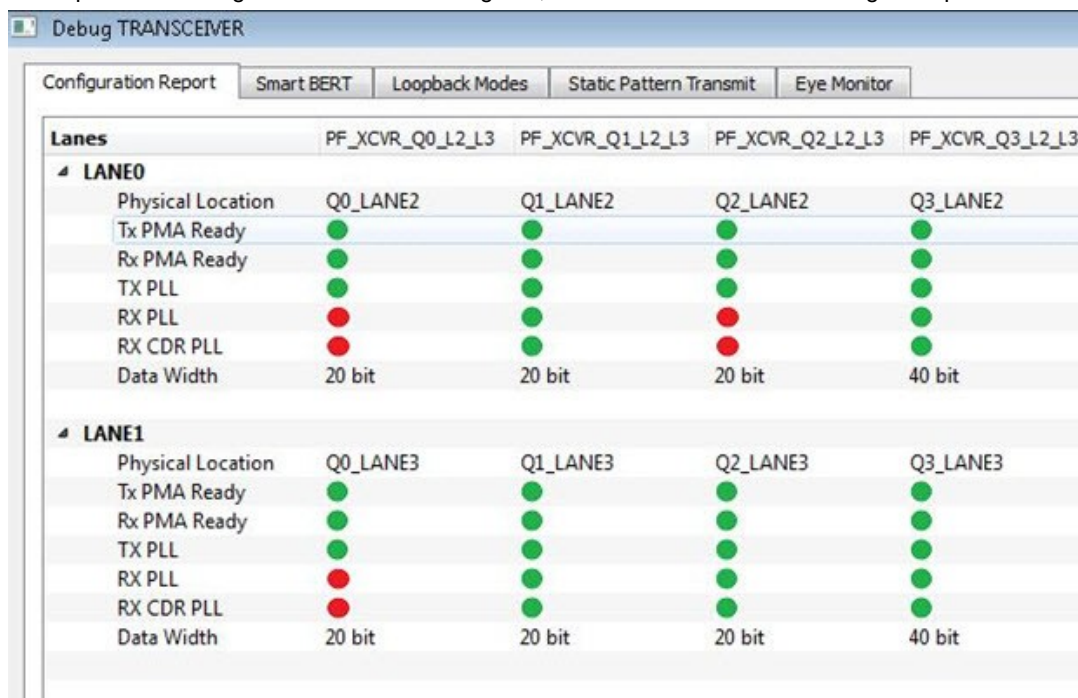 Debug TRANSCEIVER
Configuration Report Smart BERT Loopback Modes Static Pattern Transmit Eye Monitor
Lanes PF_XCVR_Q0_L2_L3 PF_XCVR_Q1_L2_L3 PF_XCVR_Q2_L2_L3 PF_XCVR_Q3_L2_L3
LANE0
Physical Location Q0_LANE2 Q1_LANE2 Q2_LANE2 Q3_LANE2
Tx PMA Ready
Rx PMA Ready
TX PLL
RX PLL
RX CDR PLL
Data Width 20 bit 20 bit 20 bit 40 bit
LANE1
Physical Location Q0_LANE3 Q1_LANE3 Q2_LANE3 Q3_LANE3
Tx PMA Ready
Rx PMA Ready
TX PLL
RX PLL
RX CDR PLL
Data Width 20 bit 20 bit 20 bit 40 bit